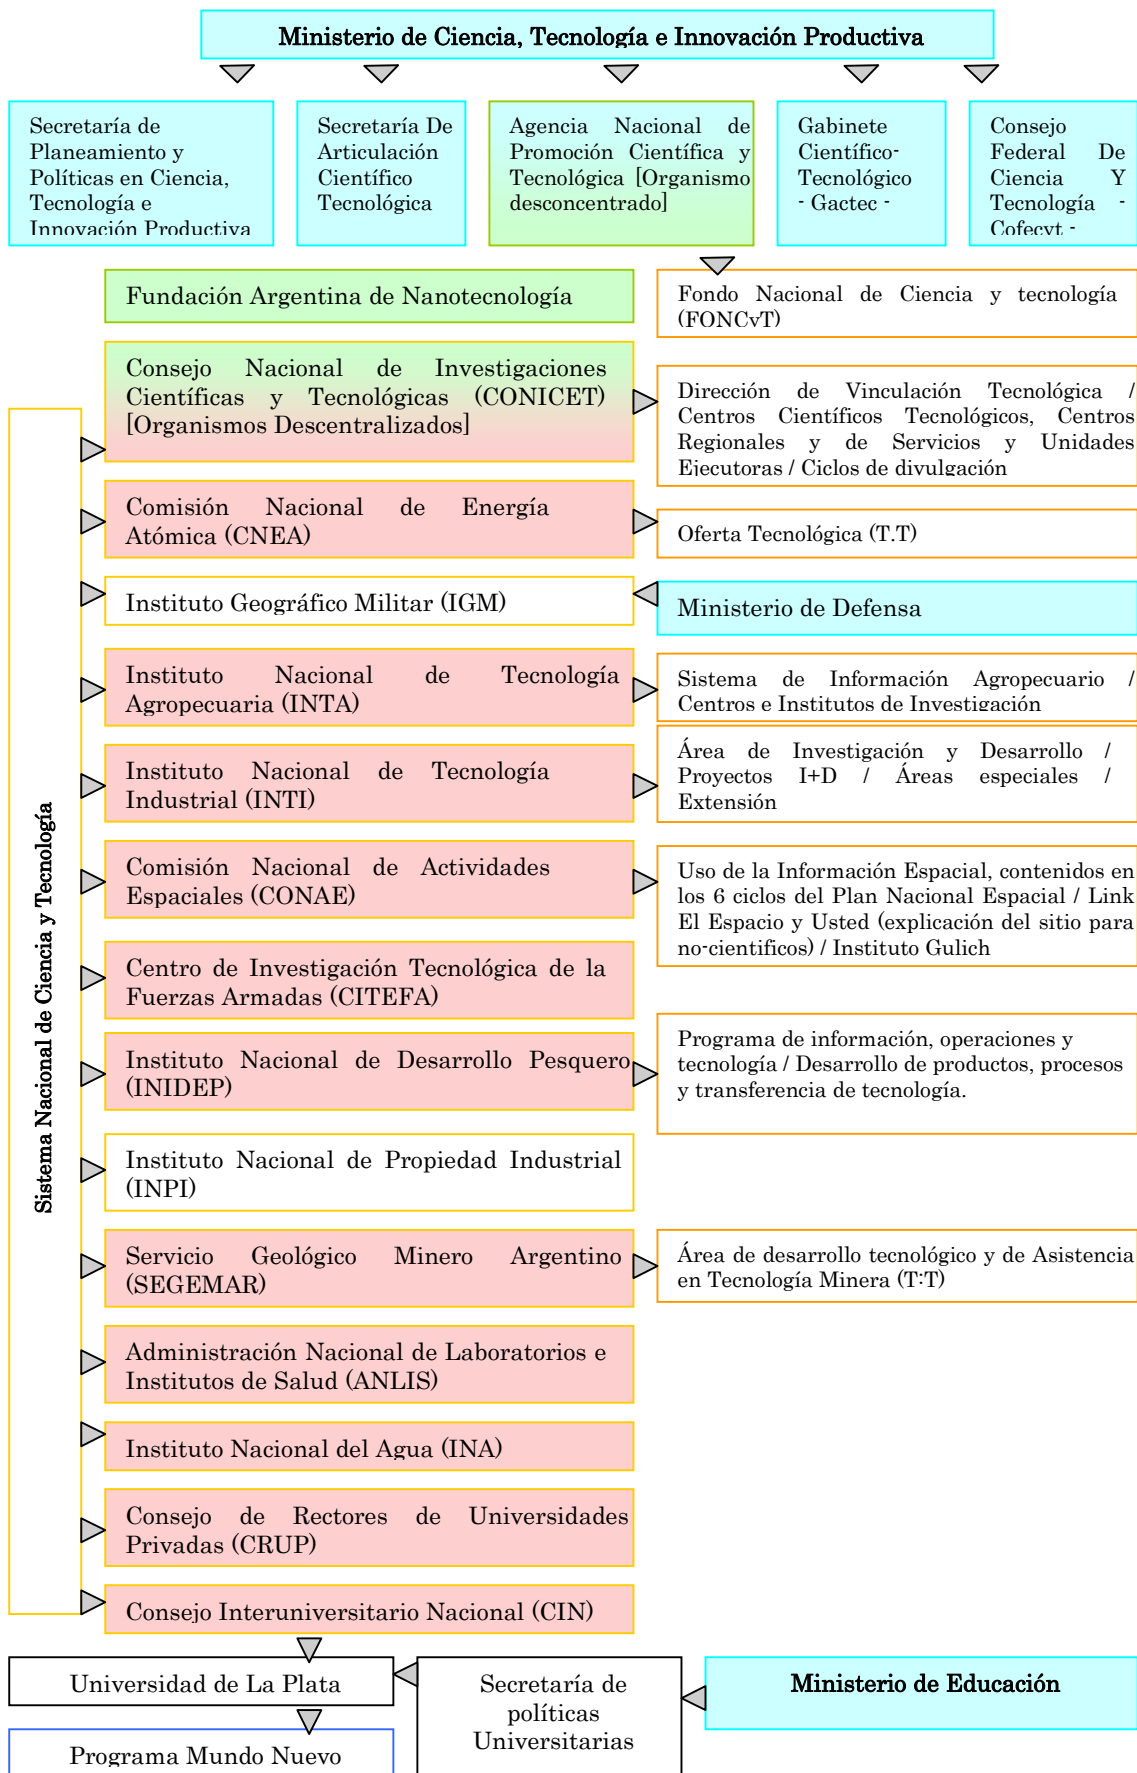 Ministerio de Ciencia, Tecnología e Innovación Productiva
Secretaría de
Planeamiento y
Políticas en Ciencia,
Tecnología e
Innovación Productiva
Secretaría De
Articulación
Científico
Tecnológica
Agencia Nacional de
Promoción Científica y
Tecnológica [Organismo
desconcentrado]
Gabinete
Científico-
Tecnológico
- Gactec -
Consejo
Federal De
Ciencia Y
Tecnología -
Cofecyt -
Fundación Argentina de Nanotecnología
Fondo Nacional de Ciencia y tecnología
(FONCyT)
Sistema Nacional de Ciencia y Tecnología
Consejo Nacional de Investigaciones
Científicas y Tecnológicas (CONICET)
[Organismos Descentralizados]
Dirección de Vinculación Tecnológica /
Centros Científicos Tecnológicos, Centros
Regionales y de Servicios y Unidades
Ejecutoras / Ciclos de divulgación
Comisión Nacional de Energía
Atómica (CNEA)
Oferta Tecnológica (T.T)
Instituto Geográfico Militar (IGM)
Ministerio de Defensa
Instituto Nacional de Tecnología
Agropecuaria (INTA)
Sistema de Información Agropecuario /
Centros e Institutos de Investigación
Instituto Nacional de Tecnología
Industrial (INTI)
Área de Investigación y Desarrollo /
Proyectos I+D / Áreas especiales /
Extensión
Comisión Nacional de Actividades
Espaciales (CONAE)
Uso de la Información Espacial, contenidos en
los 6 ciclos del Plan Nacional Espacial / Link
El Espacio y Usted (explicación del sitio para
no-cientificos) / Instituto Gulich
Centro de Investigación Tecnológica de la
Fuerzas Armadas (CITEFA)
Instituto Nacional de Desarrollo Pesquero
(INIDEP)
Programa de información, operaciones y
tecnología / Desarrollo de productos, procesos
y transferencia de tecnología.
Instituto Nacional de Propiedad Industrial
(INPI)
Servicio Geológico Minero Argentino
(SEGEMAR)
Área de desarrollo tecnológico y de Asistencia
en Tecnología Minera (T:T)
Administración Nacional de Laboratorios e
Institutos de Salud (ANLIS)
Instituto Nacional del Agua (INA)
Consejo de Rectores de Universidades
Privadas (CRUP)
Consejo Interuniversitario Nacional (CIN)
Universidad de La Plata
Secretaría de
políticas
Universitarias
Ministerio de Educación
Programa Mundo Nuevo